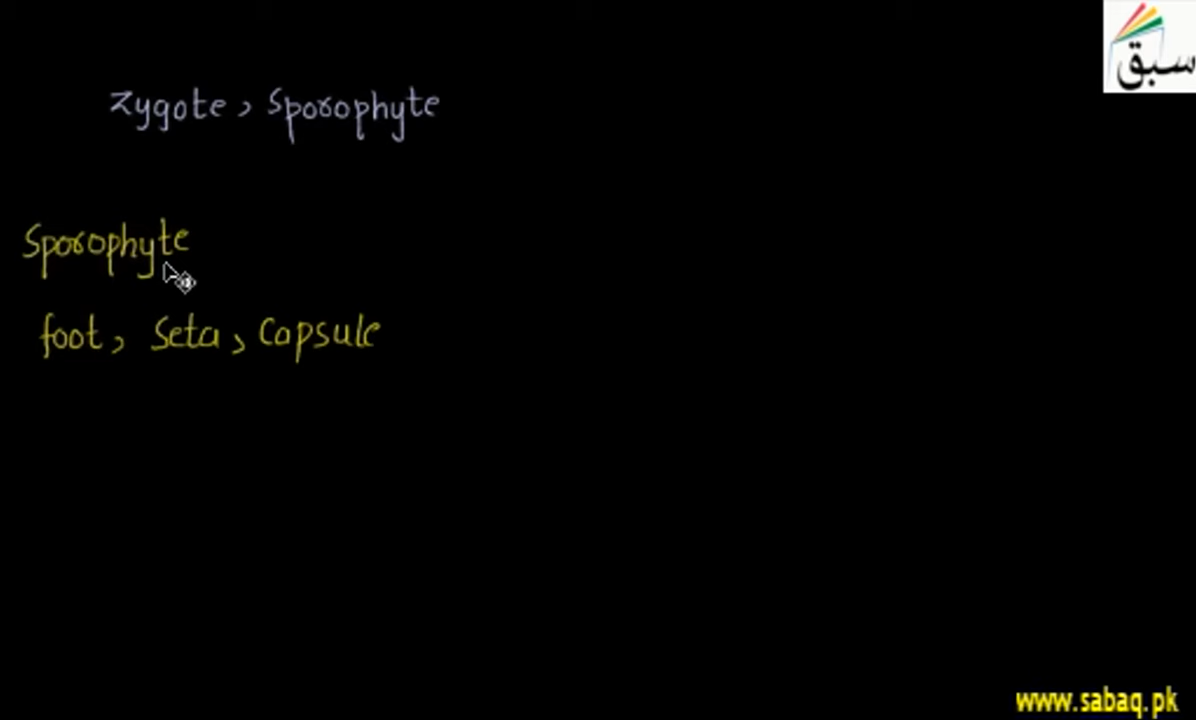 سبق
Zygote, Sporophyte
Sporophyte
foot, Seta, Capsule
www.sabaq.pk